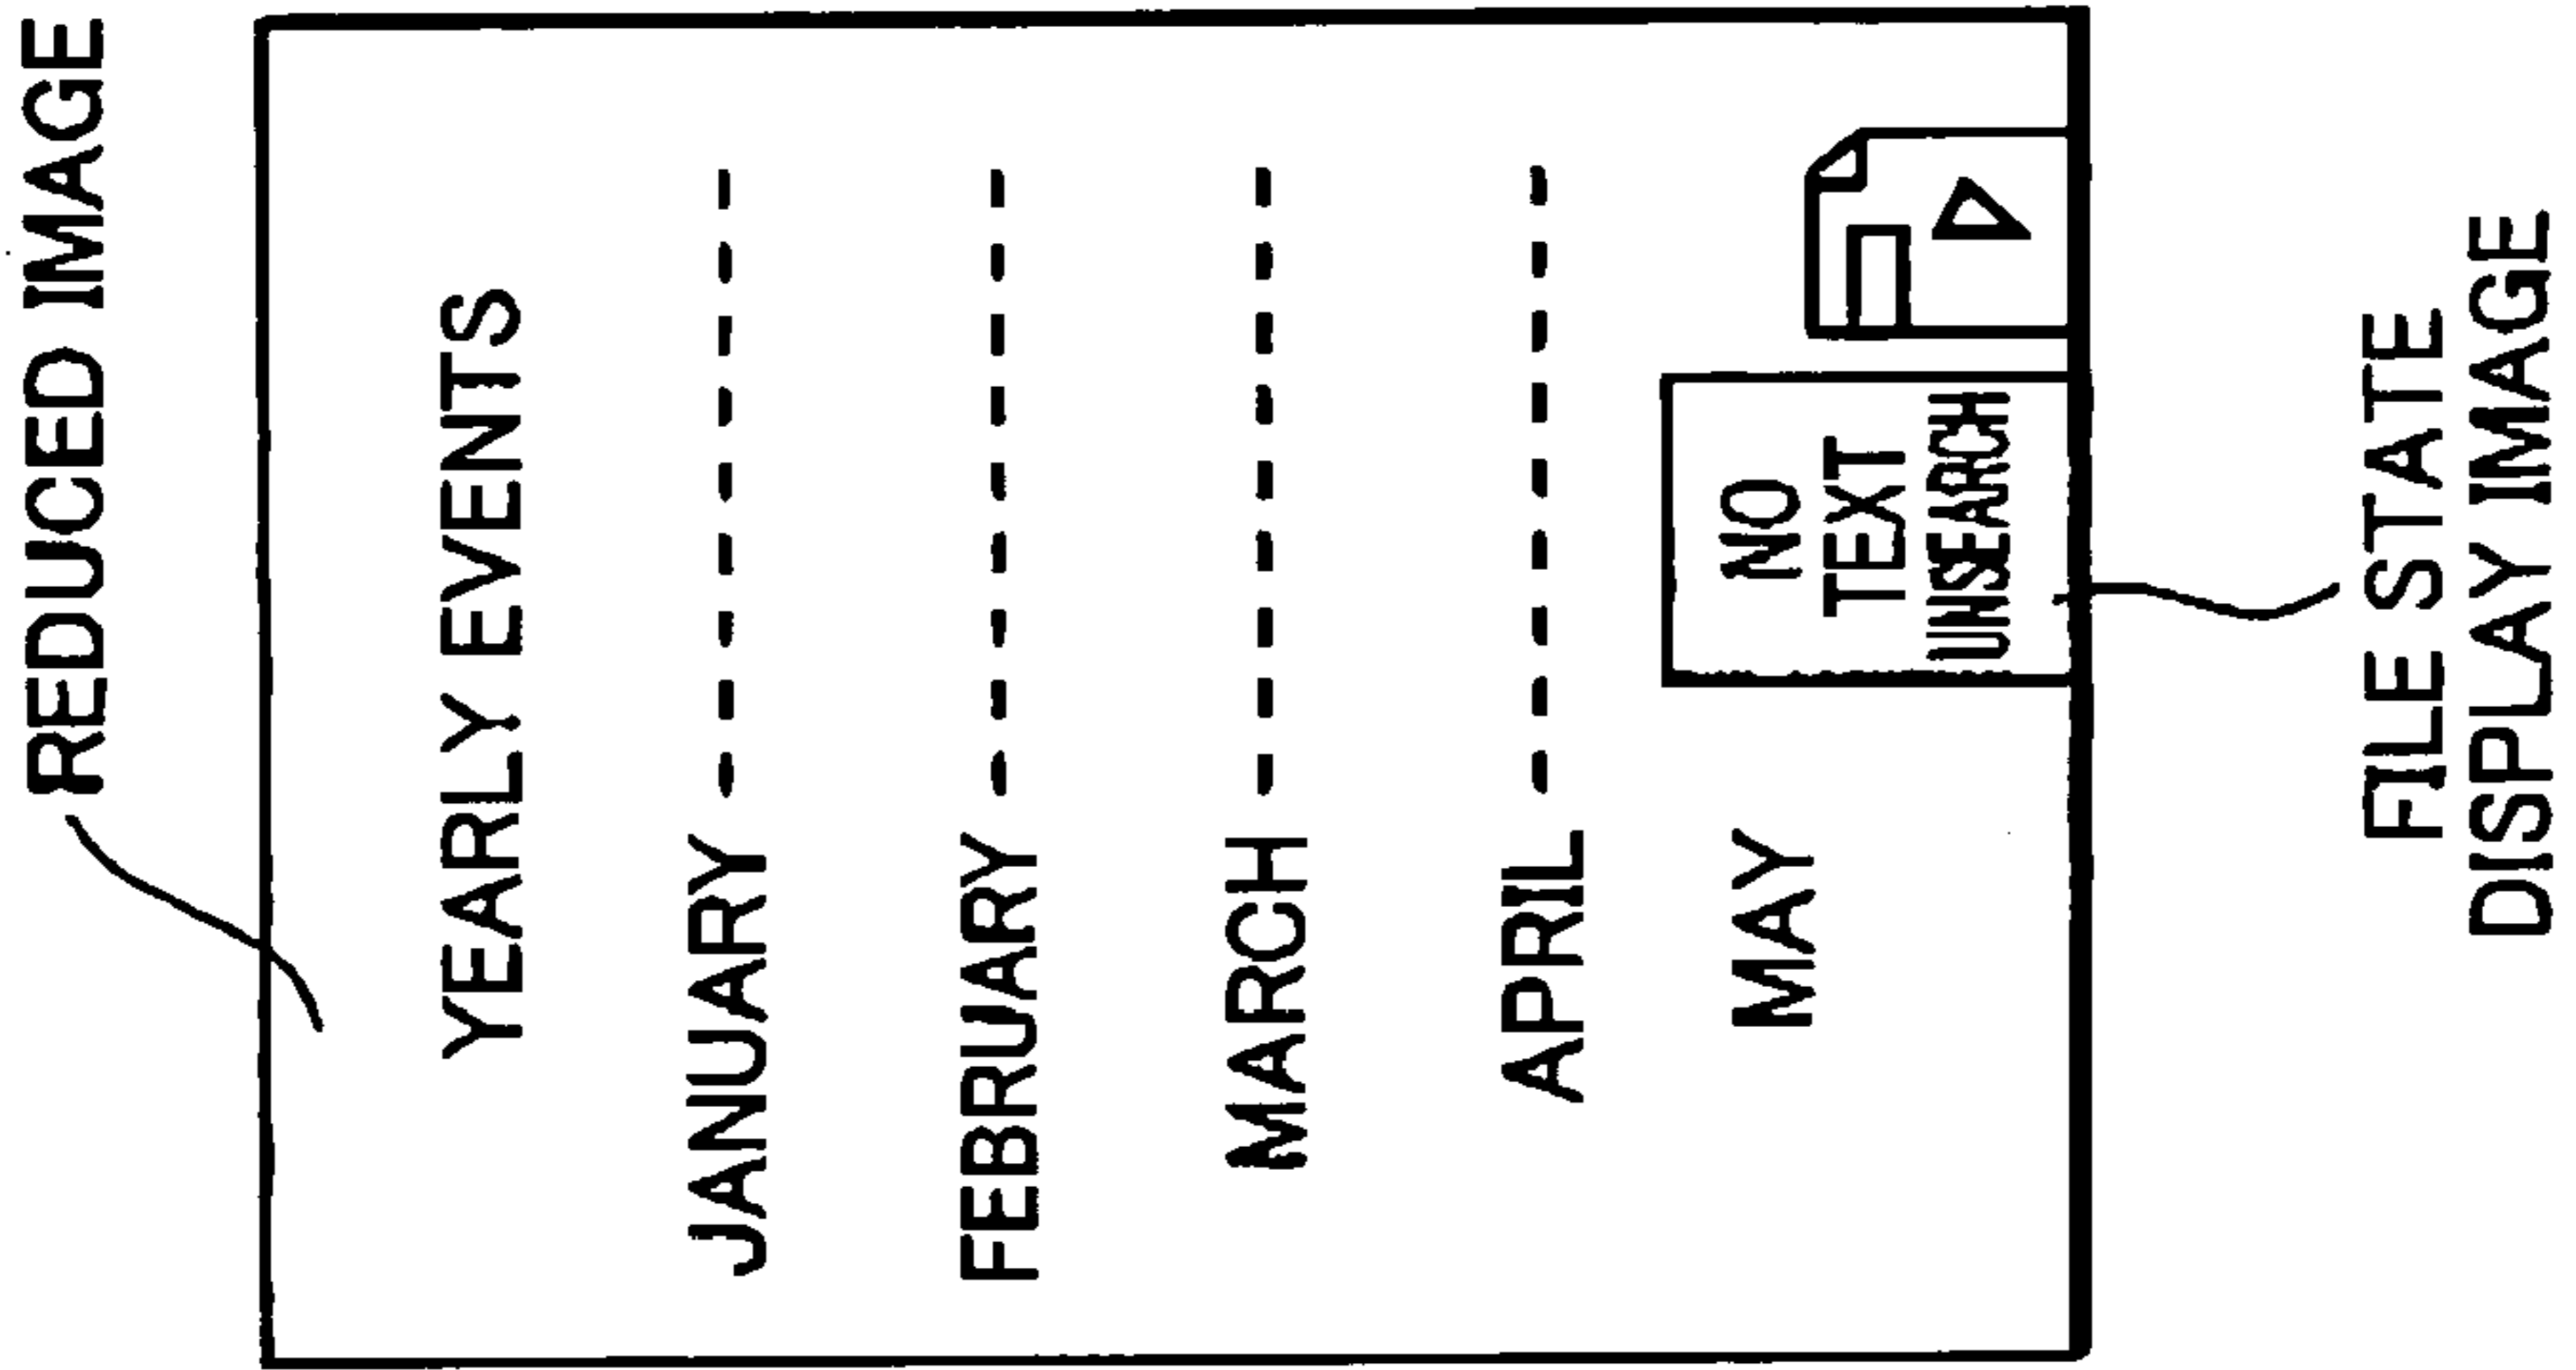 REDUCED IMAGE
YEARLY EVENTS
JANUARY
FEBRUARY
MARCH
APRIL
MAY
NO
TEXT
UNSEARCH
FILE STATE
DISPLAY IMAGE